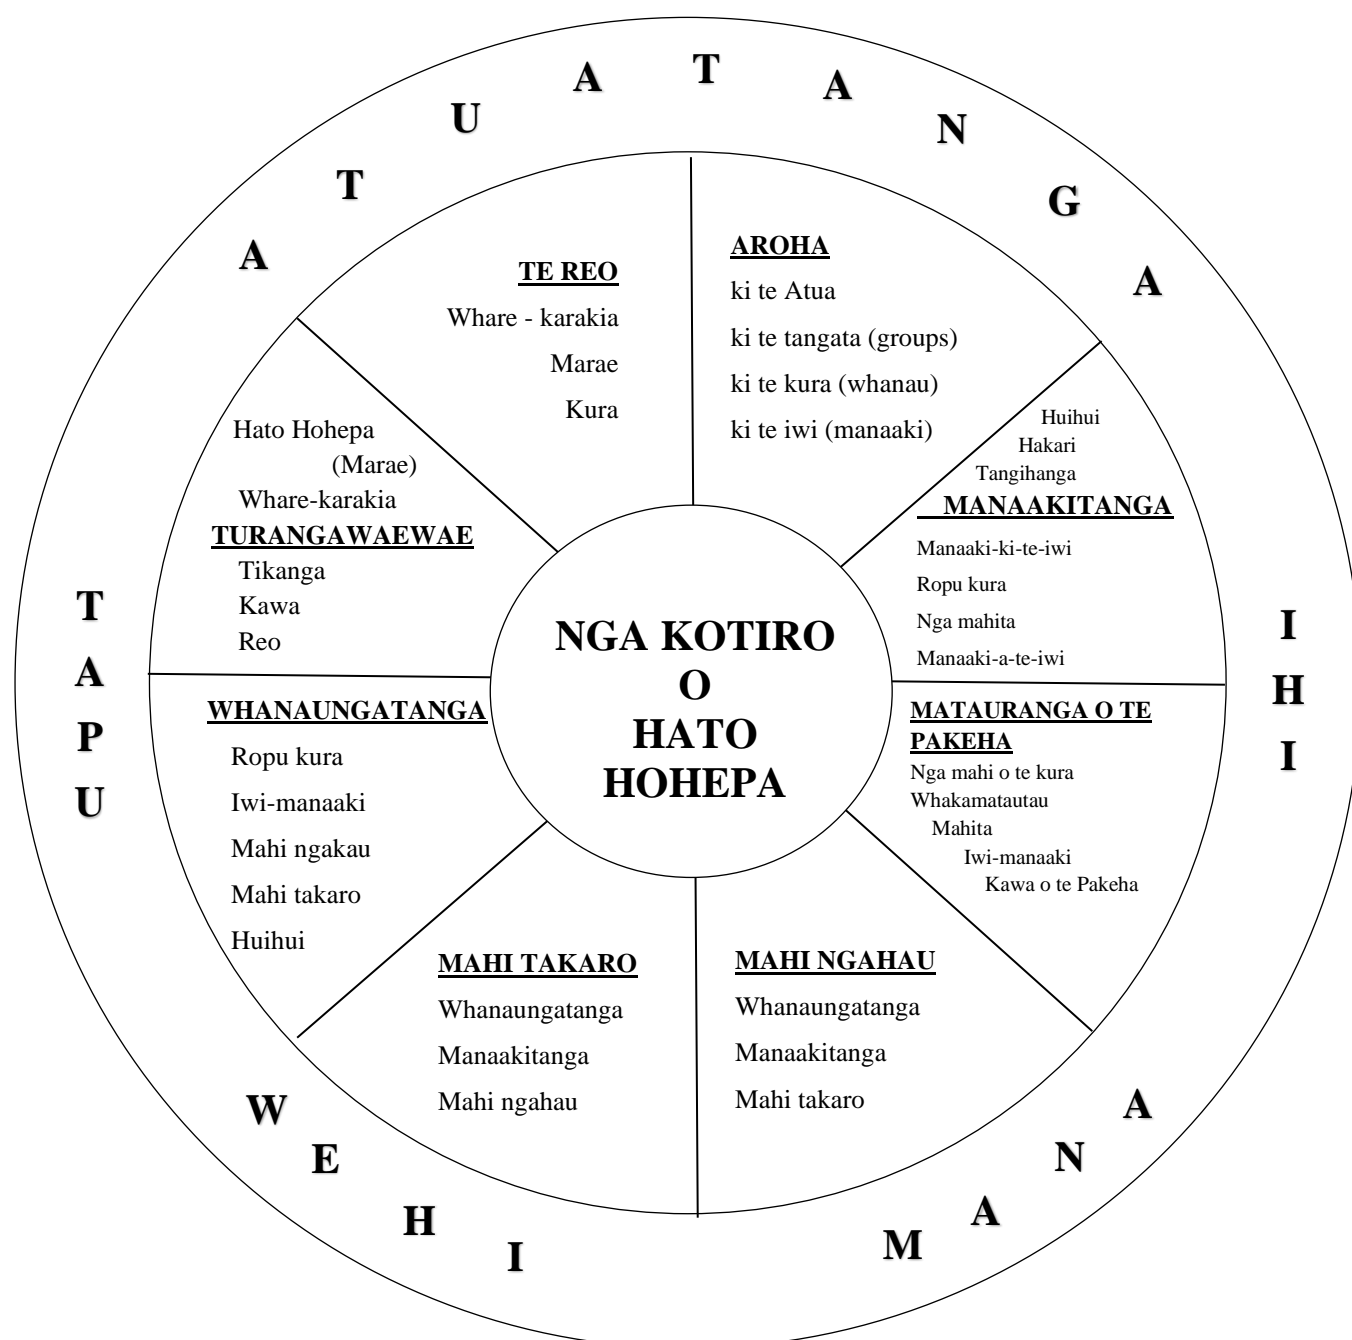 ATUATANGA
IHI
MANA
WEHI
TAPU
NGA KOTIRO
O
HATO
HOHEPA
TE REO
Whare - karakia
Marae
Kura
AROHA
ki te Atua
ki te tangata (groups)
ki te kura (whanau)
ki te iwi (manaaki)
Huihui
Hakari
Tangihanga
MANAAKITANGA
Manaaki-ki-te-iwi
Ropu kura
Nga mahita
Manaaki-a-te-iwi
MATAURANGA O TE
PAKEHA
Nga mahi o te kura
Whakamatautau
Mahita
Iwi-manaaki
Kawa o te Pakeha
MAHI NGAHAU
Whanaungatanga
Manaakitanga
Mahi takaro
MAHI TAKARO
Whanaungatanga
Manaakitanga
Mahi ngahau
WHANAUNGATANGA
Ropu kura
Iwi-manaaki
Mahi ngakau
Mahi takaro
Huihui
Hato Hohepa
(Marae)
Whare-karakia
TURANGAWAEWAE
Tikanga
Kawa
Reo